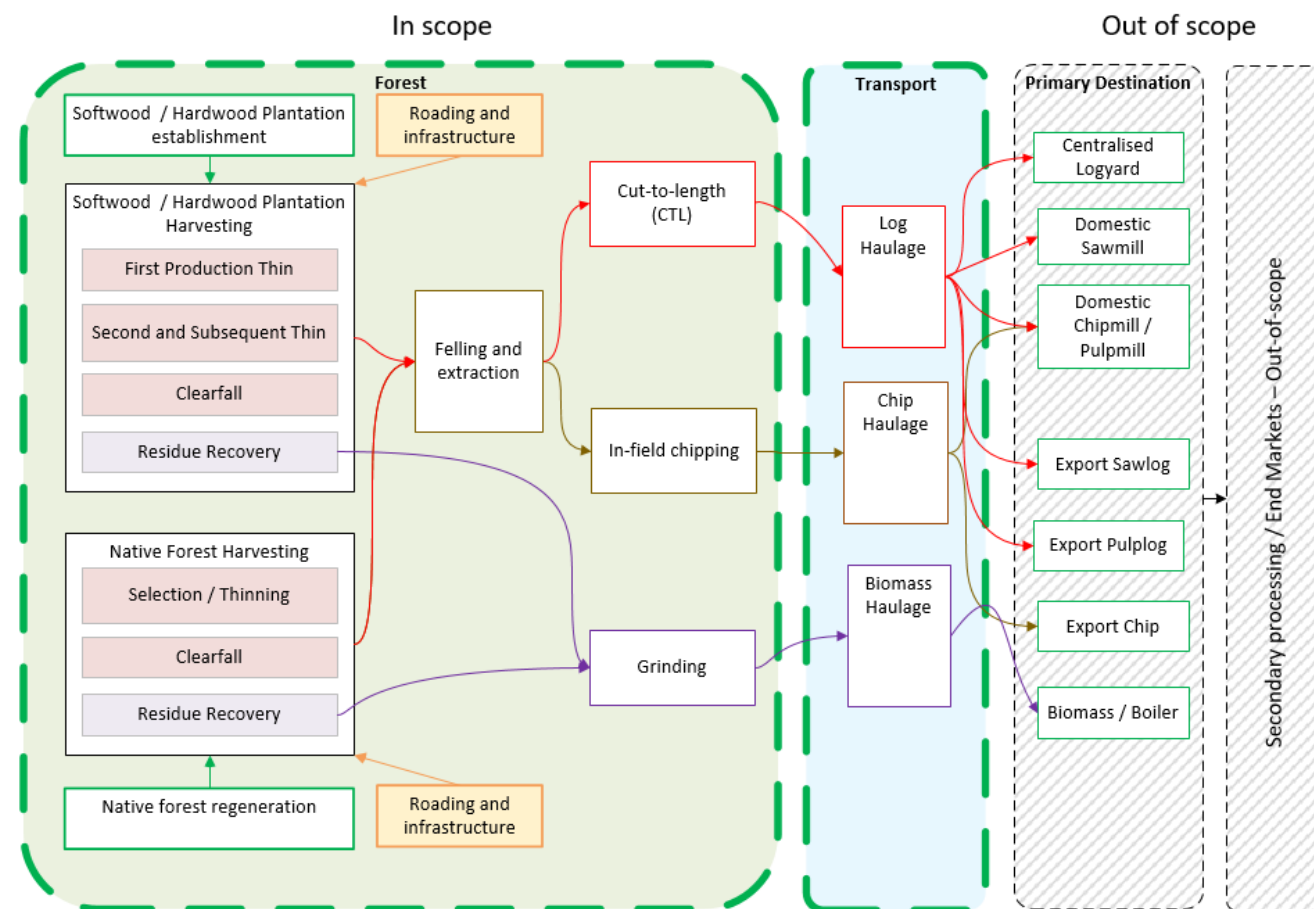 In scope
Out of scope
Forest
Softwood / Hardwood Plantation
establishment
Roading and
infrastructure
Softwood / Hardwood Plantation
Harvesting
First Production Thin
Second and Subsequent Thin
Clearfall
Residue Recovery
Native Forest Harvesting
Selection / Thinning
Clearfall
Residue Recovery
Native forest regeneration
Roading and
infrastructure
Felling and
extraction
Cut-to-length
(CTL)
In-field chipping
Grinding
Transport
Log
Haulage
Chip
Haulage
Biomass
Haulage
Primary Destination
Centralised
Logyard
Domestic
Sawmill
Domestic
Chipmill /
Pulpmill
Export Sawlog
Export Pulplog
Export Chip
Biomass / Boiler
Secondary processing / End Markets – Out-of-scope